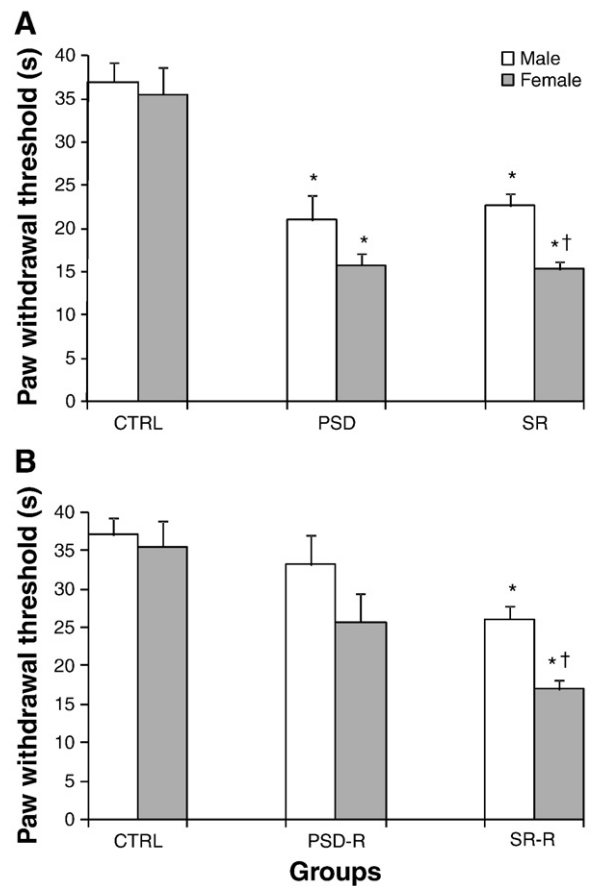 A
Paw withdrawal threshold (s)
40
35
30
25
20
15
10
5
0
Male
Female
*
*
*
*†
CTRL
PSD
SR
B
Paw withdrawal threshold (s)
40
35
30
25
20
15
10
5
0
*
*†
CTRL
PSD-R
SR-R
Groups